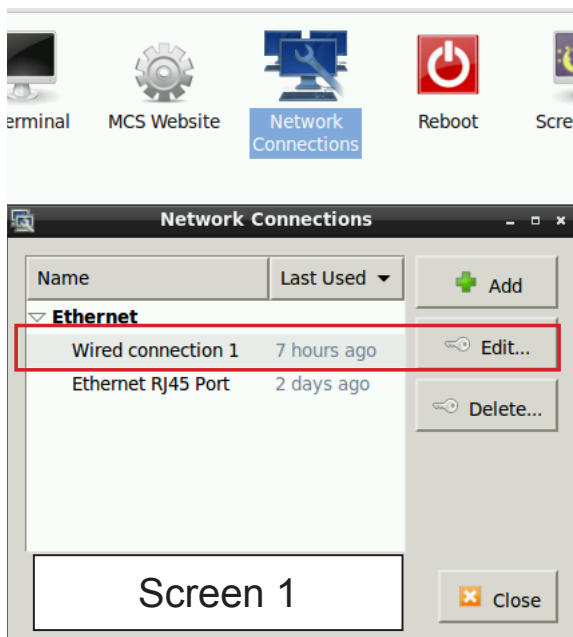 erminal MCS Website Network Connections Reboot Scre
Network Connections
Name Last Used Add
Ethernet
Wired connection 1 7 hours ago Edit...
Ethernet RJ45 Port 2 days ago Delete...
Screen 1 Close